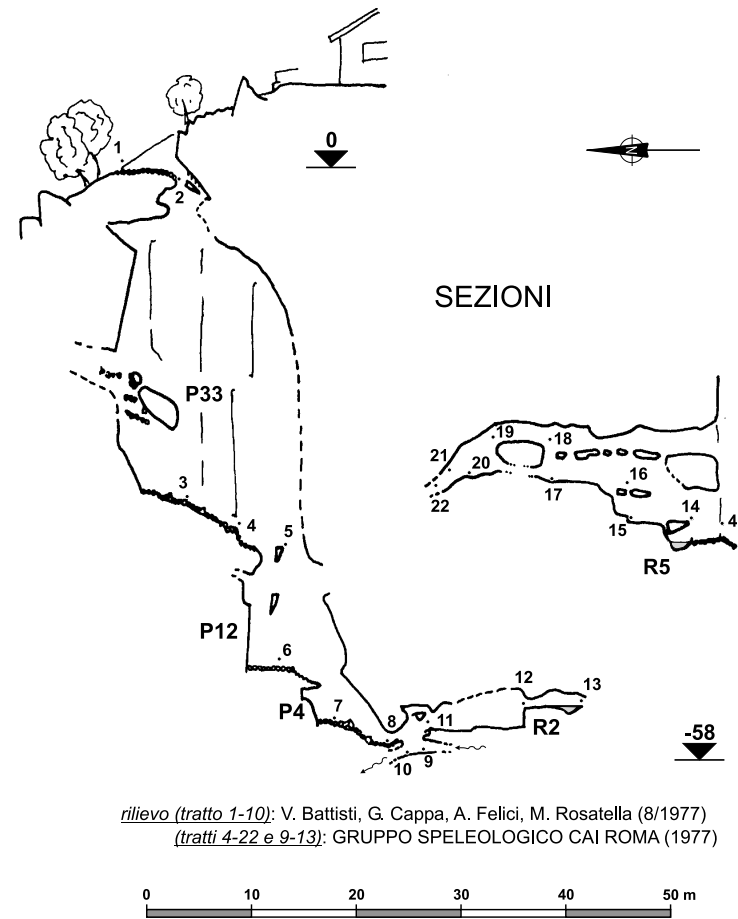 1
0
N
2
SEZIONI
P33
19
18
21
20
16
3
17
22
4
14
4
5
15
R5
P12
6
12
13
P4
7
8
11
R2
-58
9
10
rilievo (tratto 1-10): V. Battisti, G. Cappa, A. Felici, M. Rosatella (8/1977)
(tratti 4-22 e 9-13): GRUPPO SPELEOLOGICO CAI ROMA (1977)
0 10 20 30 40 50 m